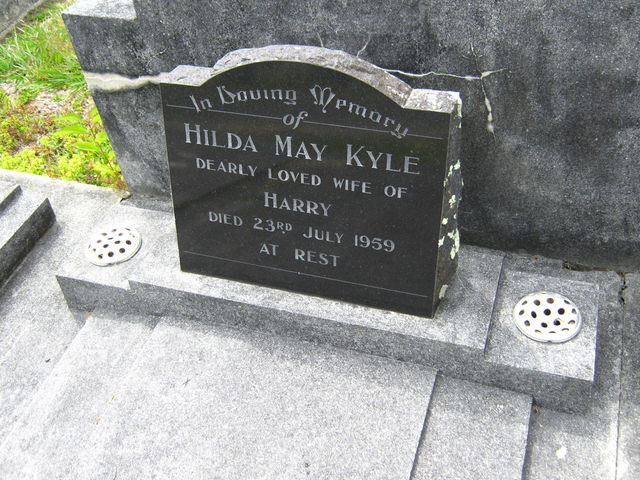 In Loving Memory
of
HILDA MAY KYLE
DEARLY LOVED WIFE OF
HARRY
DIED 23RD JULY 1959
AT REST